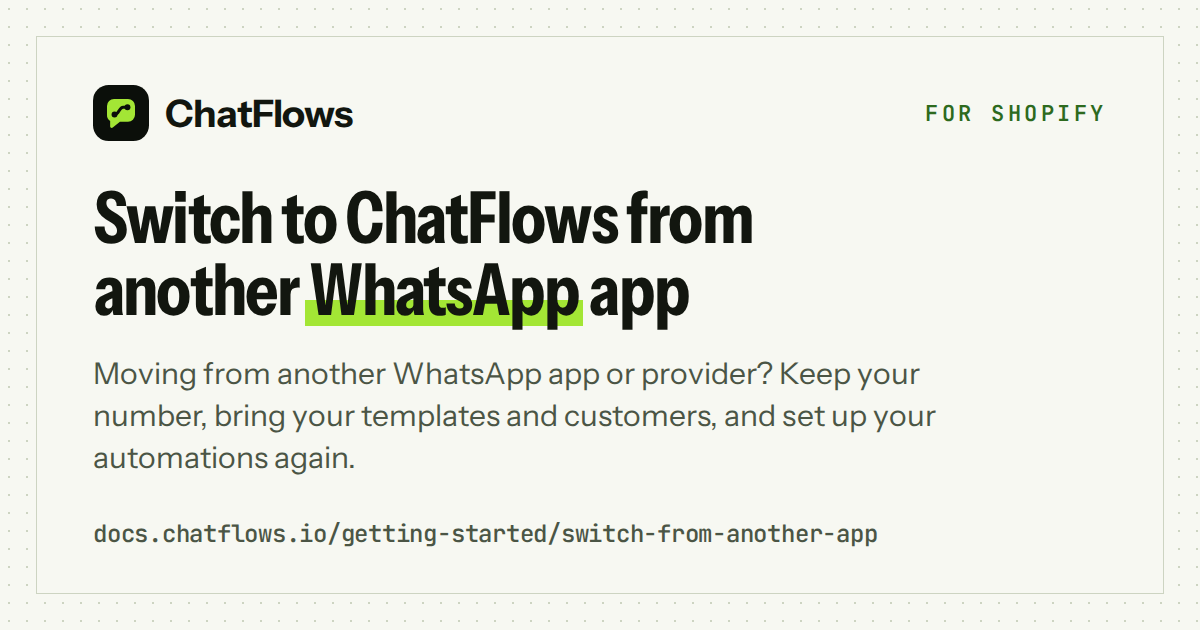 ChatFlows
FOR SHOPIFY
Switch to ChatFlows from
another WhatsApp app
Moving from another WhatsApp app or provider? Keep your
number, bring your templates and customers, and set up your
automations again.
docs.chatflows.io/getting-started/switch-from-another-app